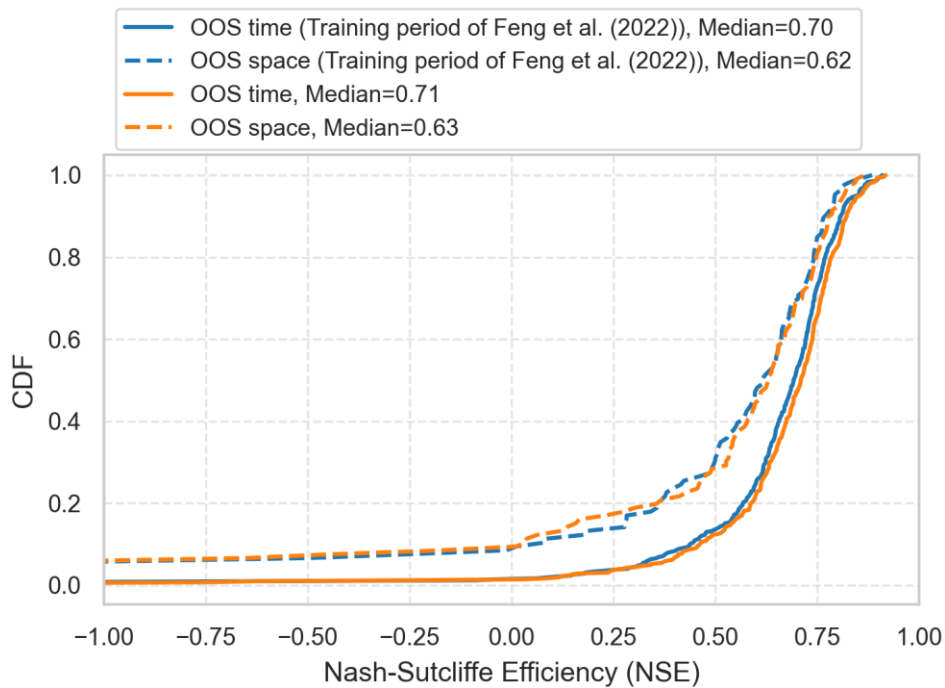 OOS time (Training period of Feng et al. (2022)), Median=0.70
OOS space (Training period of Feng et al. (2022)), Median=0.62
OOS time, Median=0.71
OOS space, Median=0.63
1.0
0.8
0.6
0.4
0.2
0.0
CDF
−1.00 −0.75 −0.50 −0.25 0.00 0.25 0.50 0.75 1.00
Nash-Sutcliffe Efficiency (NSE)